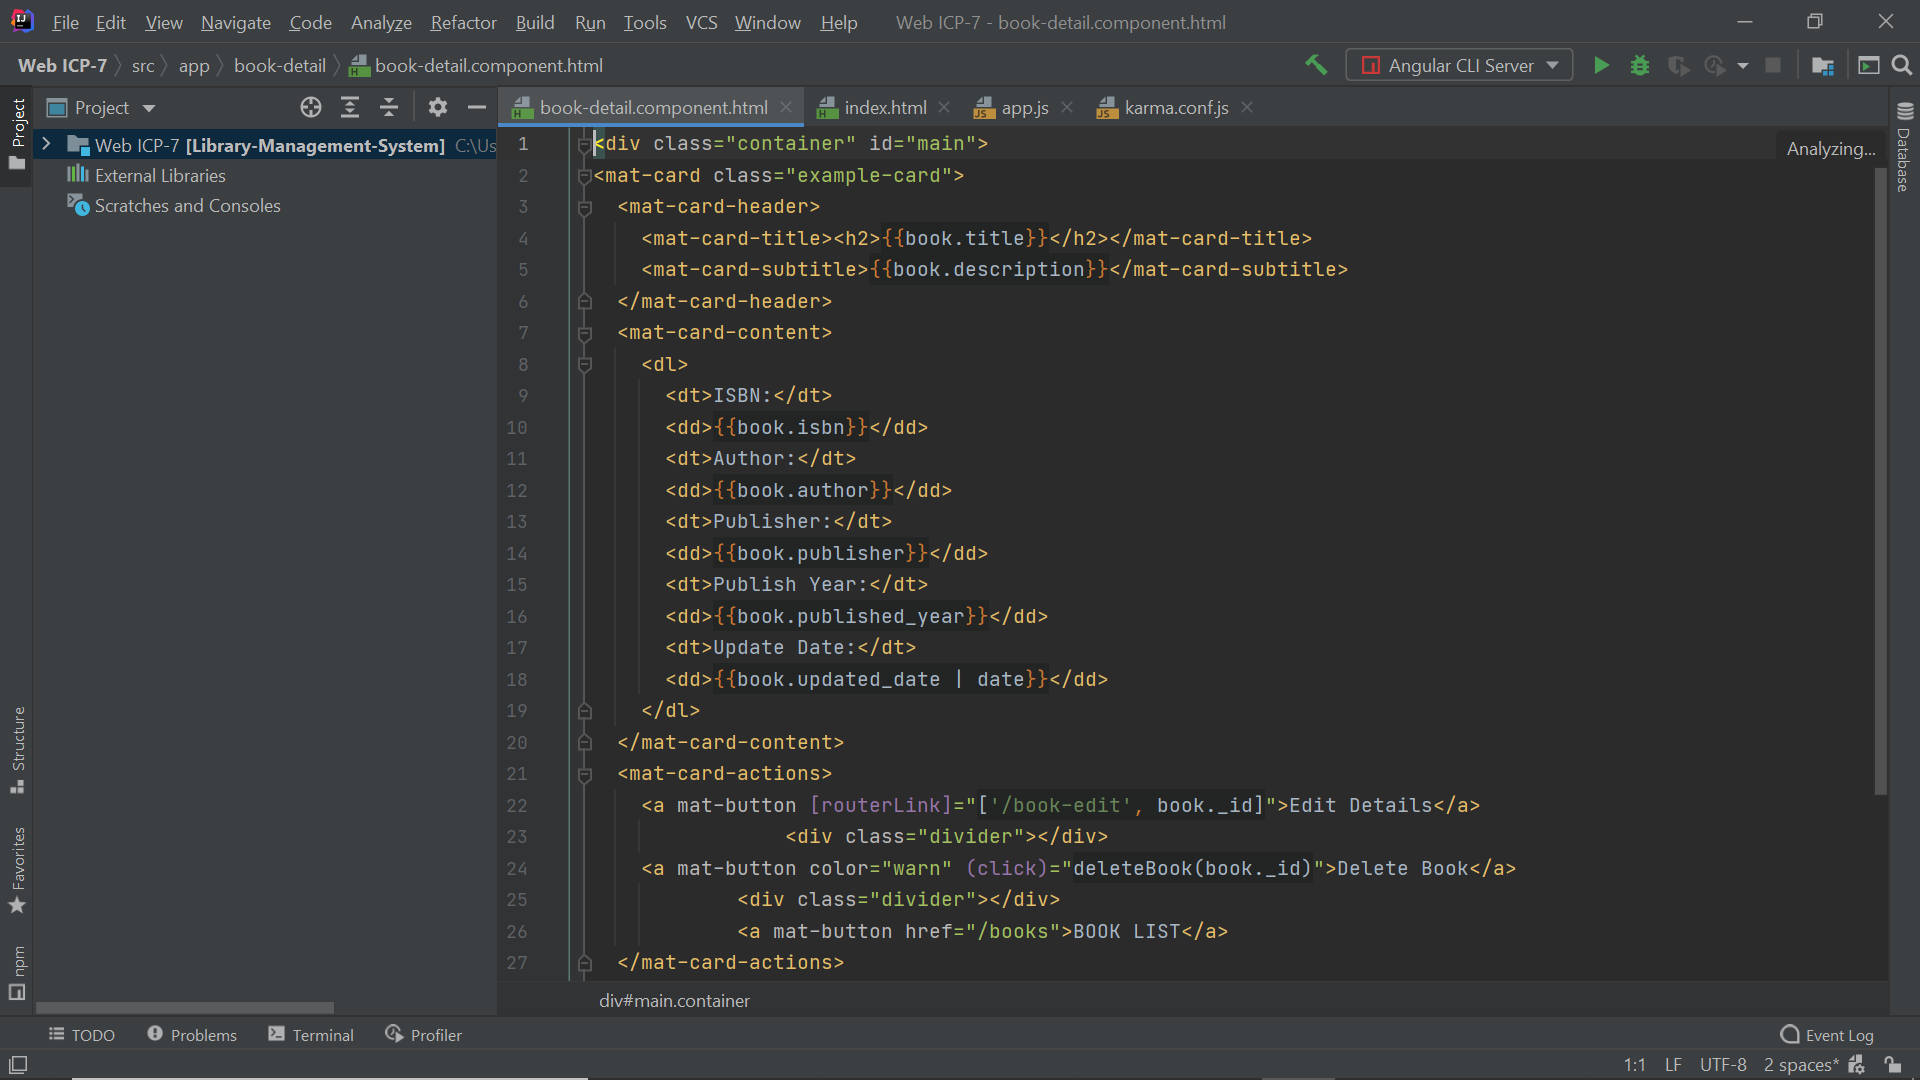 File Edit View Navigate Code Analyze Refactor Build Run Tools VCS Window Help Web ICP-7 - book-detail.component.html
Web ICP-7 src app book-detail book-detail.component.html Angular CLI Server
Project
Project
book-detail.component.html index.html app.js karma.conf.js
Web ICP-7 [Library-Management-System] C:\Us
External Libraries
Scratches and Consoles
Analyzing...
Database
1 <div class="container" id="main">
2 <mat-card class="example-card">
3 <mat-card-header>
4 <mat-card-title><h2>{{book.title}}</h2></mat-card-title>
5 <mat-card-subtitle>{{book.description}}</mat-card-subtitle>
6 </mat-card-header>
7 <mat-card-content>
8 <dl>
9 <dt>ISBN:</dt>
10 <dd>{{book.isbn}}</dd>
11 <dt>Author:</dt>
12 <dd>{{book.author}}</dd>
13 <dt>Publisher:</dt>
14 <dd>{{book.publisher}}</dd>
15 <dt>Publish Year:</dt>
16 <dd>{{book.published_year}}</dd>
17 <dt>Update Date:</dt>
18 <dd>{{book.updated_date | date}}</dd>
19 </dl>
20 </mat-card-content>
21 <mat-card-actions>
22 <a mat-button [routerLink]="['/book-edit', book._id]">Edit Details</a>
23 <div class="divider"></div>
24 <a mat-button color="warn" (click)="deleteBook(book._id)">Delete Book</a>
25 <div class="divider"></div>
26 <a mat-button href="/books">BOOK LIST</a>
27 </mat-card-actions>
Structure
Favorites
npm
div#main.container
TODO Problems Terminal Profiler Event Log
1:1 LF UTF-8 2 spaces*